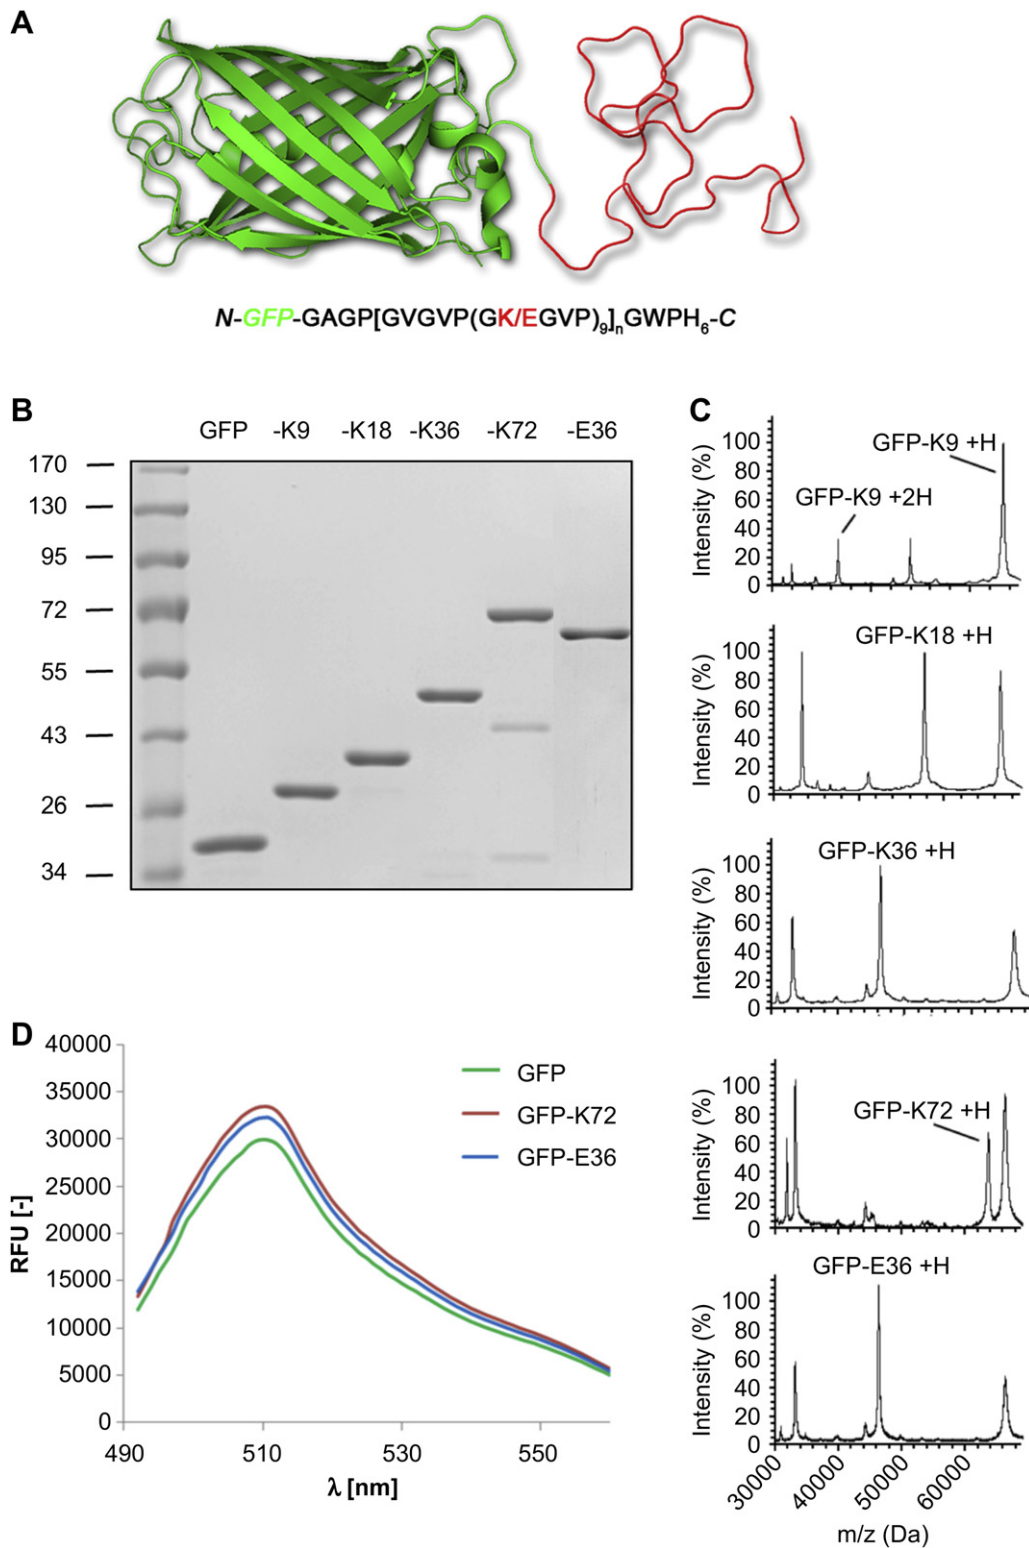 A
N-GFP-GAGP[GVGVP(GK/EGVP)9]nGWPH6-C
B
GFP -K9 -K18 -K36 -K72 -E36
170
130
95
72
55
43
26
34
C
Intensity (%)
100
80
60
40
20
0
GFP-K9 +H
GFP-K9 +2H
Intensity (%)
100
80
60
40
20
0
GFP-K18 +H
Intensity (%)
100
80
60
40
20
0
GFP-K36 +H
Intensity (%)
100
80
60
40
20
0
GFP-K72 +H
Intensity (%)
100
80
60
40
20
0
GFP-E36 +H
30000 40000 50000 60000
m/z (Da)
D
RFU [-]
40000
35000
30000
25000
20000
15000
10000
5000
0
GFP
GFP-K72
GFP-E36
490 510 530 550
λ [nm]